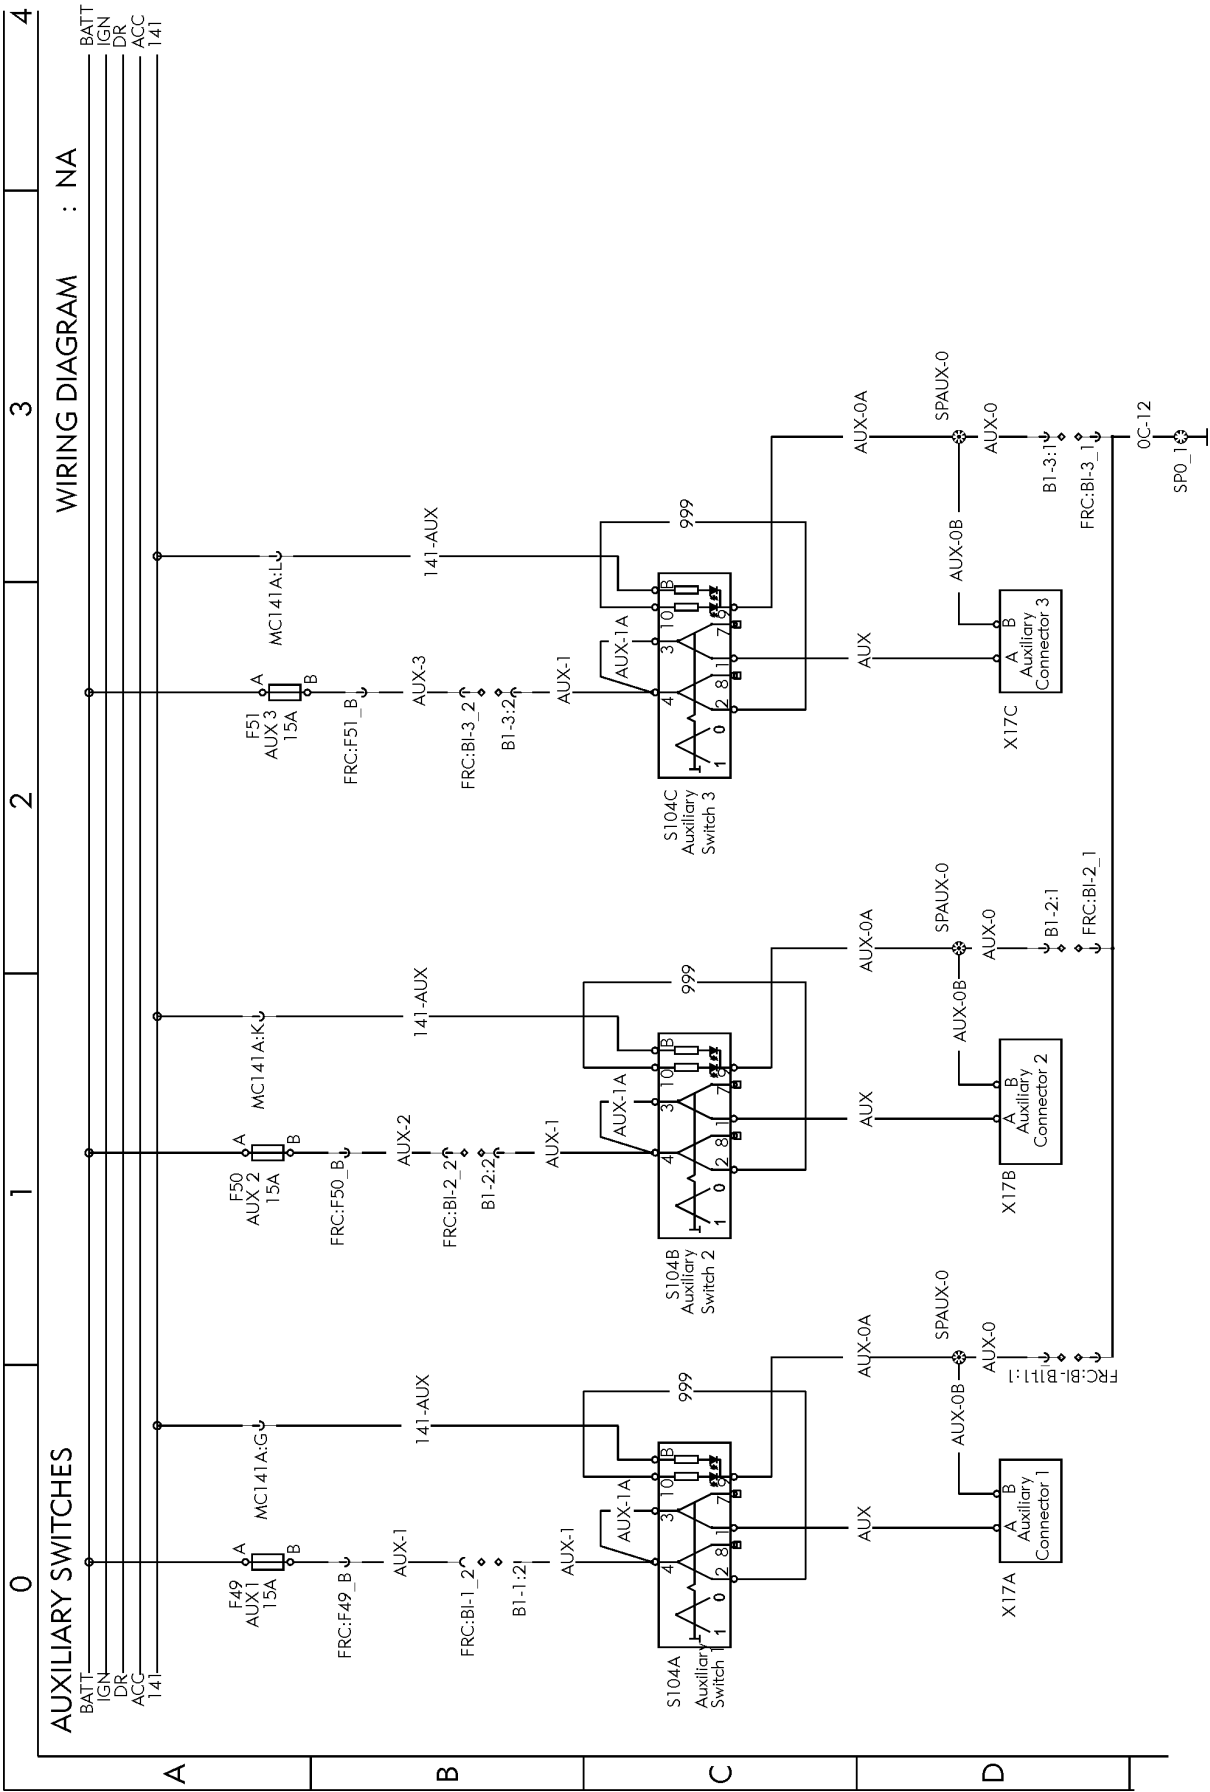 0
1
2
3
4
AUXILIARY SWITCHES
WIRING DIAGRAM : NA
BATT
IGN
DR
ACC
141
BATT
IGN
DR
ACC
141
A
B
C
D
F49
AUX1
15A
A
B
MC141A:G
F50
AUX 2
15A
A
B
MC141A:K
F51
AUX 3
15A
A
B
MC141A:L
FRC:F49_B
AUX-1
141-AUX
FRC:F50_B
AUX-2
141-AUX
FRC:F51_B
AUX-3
141-AUX
FRC:BI-1_2
B1-1:2
AUX-1
FRC:BI-2_2
B1-2:2
AUX-1
FRC:BI-3_2
B1-3:2
AUX-1
AUX-1A
999
AUX-1A
999
AUX-1A
999
S104A
Auxiliary
Switch 1
4 3 10 B
1 0 2 8 1 7 9
S104B
Auxiliary
Switch 2
4 3 10 B
1 0 2 8 1 7 9
S104C
Auxiliary
Switch 3
4 3 10 B
1 0 2 8 1 7 9
AUX
AUX-0A
AUX
AUX-0A
AUX
AUX-0A
AUX-0B
SPAUX-0
AUX-0
AUX-0B
SPAUX-0
AUX-0
AUX-0B
SPAUX-0
AUX-0
X17A
A B
Auxiliary
Connector 1
X17B
A B
Auxiliary
Connector 2
X17C
A B
Auxiliary
Connector 3
B1-2:1
FRC:BI-2_1
B1-3:1
FRC:BI-3_1
0C-12
SP0_1